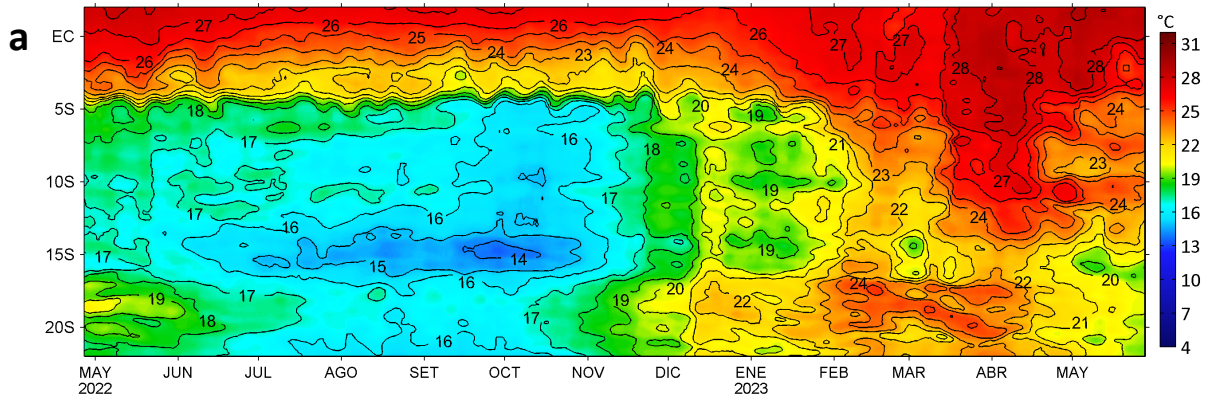 a
°C
EC
5S
10S
15S
20S
27 26 25 24 23 24 24 26 27 27 28 28 28
26
18 17 16 20 19 21 24
16 18 23 23
17 17 19 27 24
17 16 16 22 24
17 15 14 19
19 18 17 16 17 19 20 22 24 22 20 21
16
31
28
25
22
19
16
13
10
7
4
MAY JUN JUL AGO SET OCT NOV DIC ENE FEB MAR ABR MAY
2022 2023